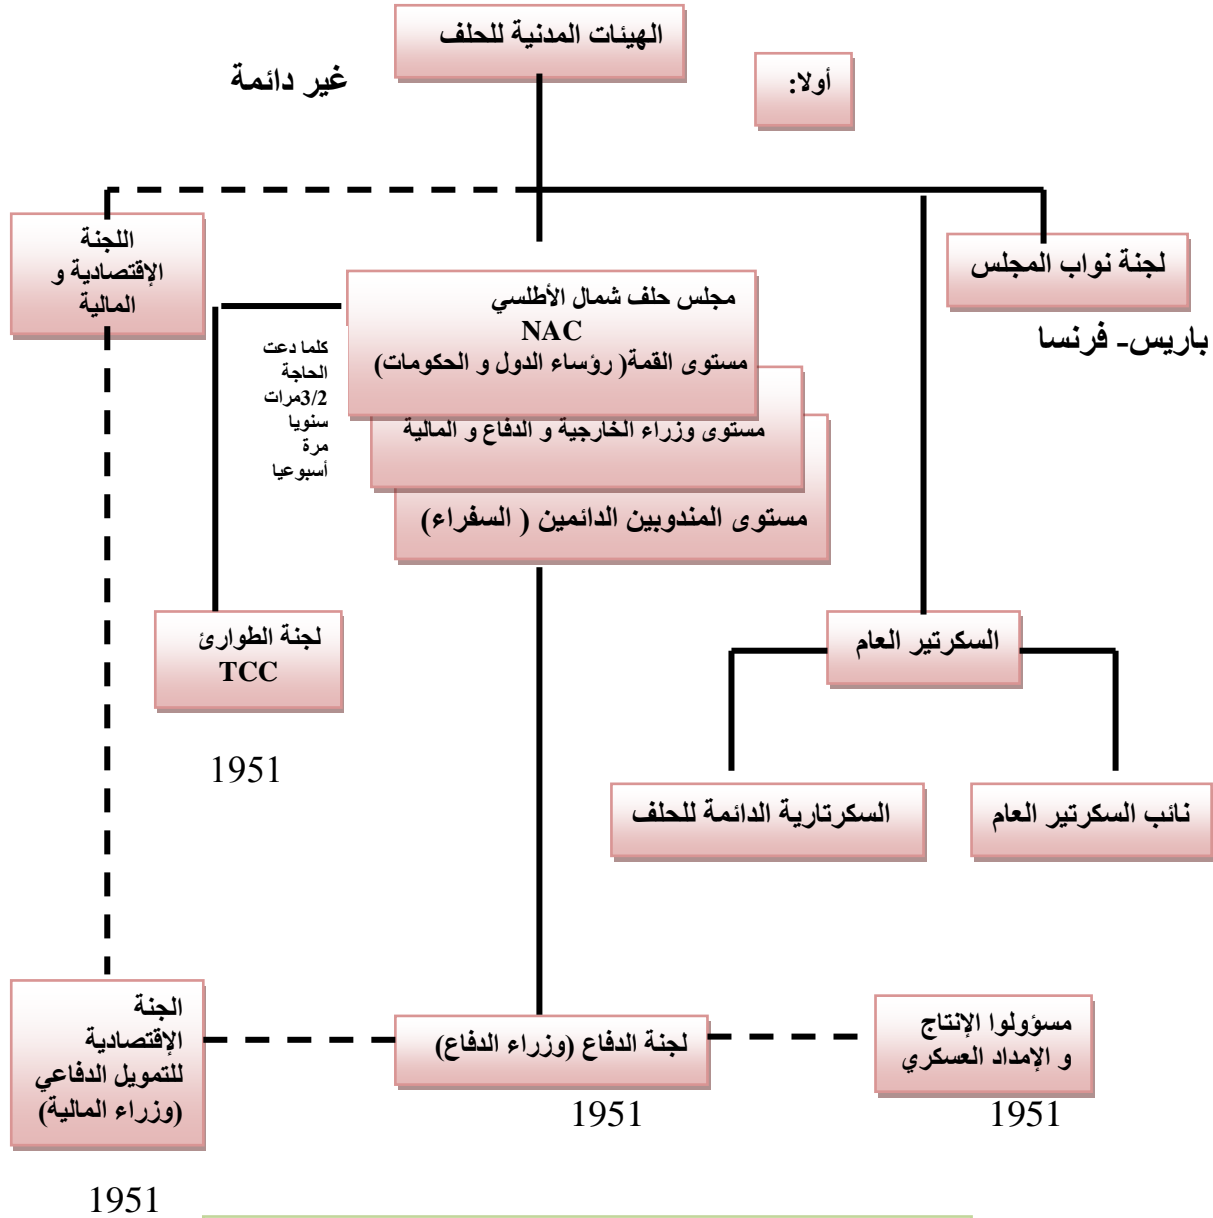 الهيئات المدنية للحلف
أولا:
غير دائمة
لجنة نواب المجلس
باريس- فرنسا
اللجنة
الإقتصادية و
المالية
مجلس حلف شمال الأطلسي
NAC
مستوى القمة( رؤساء الدول و الحكومات)
مستوى وزراء الخارجية و الدفاع و المالية
مستوى المندوبين الدائمين ( السفراء)
كلما دعت
الحاجة
3/2مرات
سنويا
مرة
أسبوعيا
السكرتير العام
لجنة الطوارئ
TCC
1951
نائب السكرتير العام
السكرتارية الدائمة للحلف
مسؤولوا الإنتاج
و الإمداد العسكري
1951
لجنة الدفاع (وزراء الدفاع)
1951
الجنة
الإقتصادية
للتمويل الدفاعي
(وزراء المالية)
1951